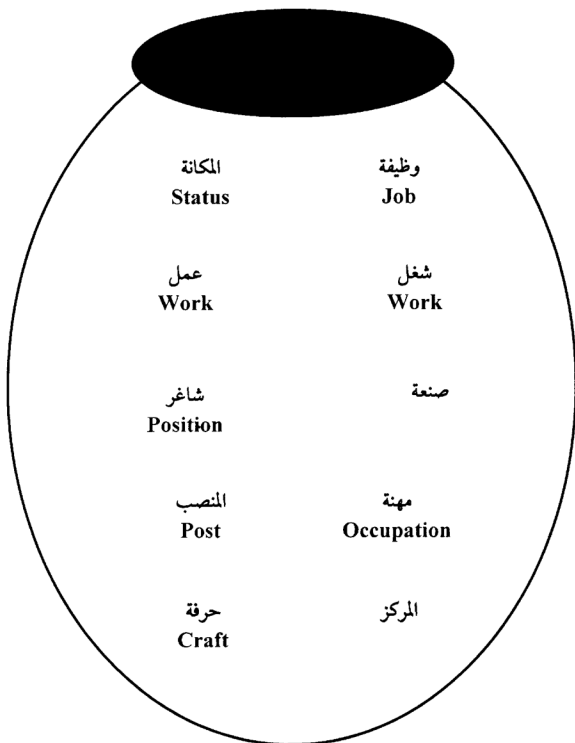 وظيفة المكانة
Job Status
شغل عمل
Work Work
صنعة شاغر
Position
مهنة المنصب
Occupation Post
المركز حرفة
Craft